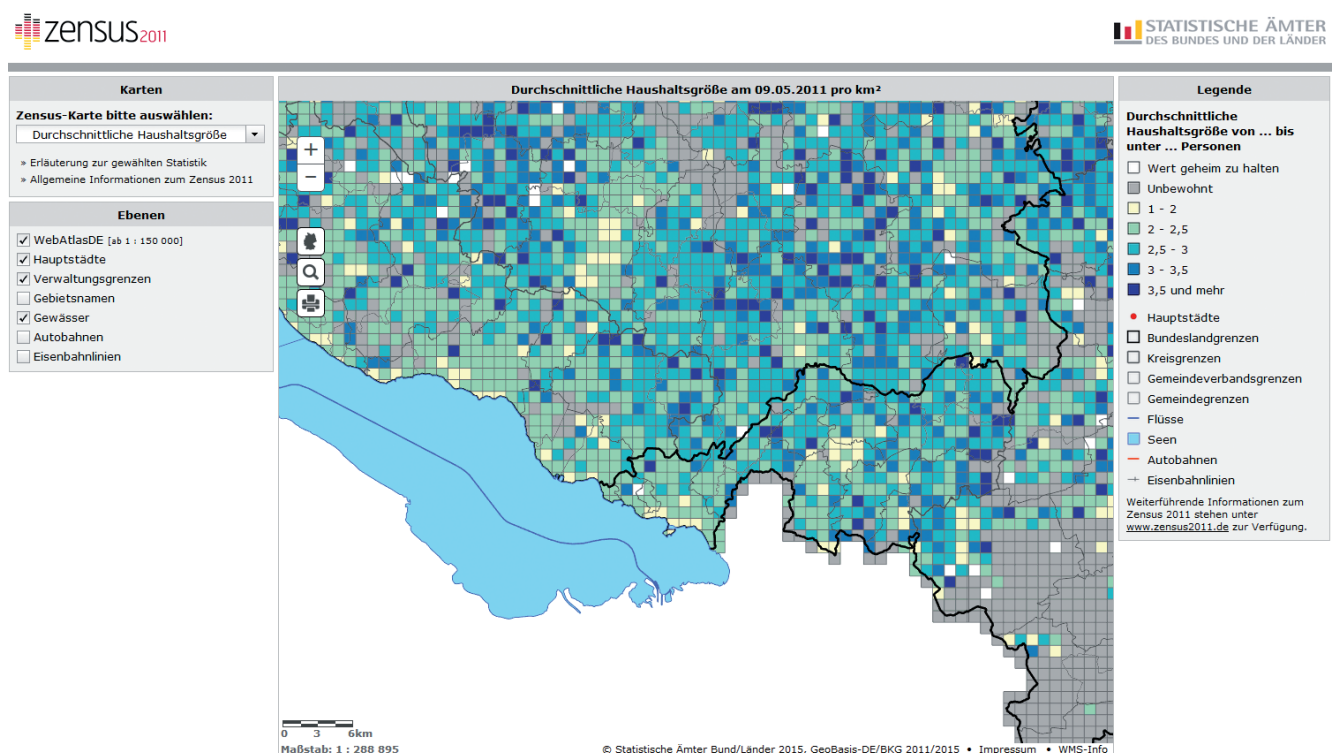 zensus2011
STATISTISCHE ÄMTER
DES BUNDES UND DER LÄNDER
Karten
Zensus-Karte bitte auswählen:
Durchschnittliche Haushaltsgröße
» Erläuterung zur gewählten Statistik
» Allgemeine Informationen zum Zensus 2011
Ebenen
WebAtlasDE [ab 1 : 150 000]
Hauptstädte
Verwaltungsgrenzen
Gebietsnamen
Gewässer
Autobahnen
Eisenbahnlinien
Durchschnittliche Haushaltsgröße am 09.05.2011 pro km²
+
−
0 3 6km
Maßstab: 1 : 288 895
© Statistische Ämter Bund/Länder 2015, GeoBasis-DE/BKG 2011/2015 • Impressum • WMS-Info
Legende
Durchschnittliche
Haushaltsgröße von ... bis
unter ... Personen
Wert geheim zu halten
Unbewohnt
1 - 2
2 - 2,5
2,5 - 3
3 - 3,5
3,5 und mehr
Hauptstädte
Bundeslandgrenzen
Kreisgrenzen
Gemeindeverbandsgrenzen
Gemeindegrenzen
Flüsse
Seen
Autobahnen
Eisenbahnlinien
Weiterführende Informationen zum
Zensus 2011 stehen unter
www.zensus2011.de zur Verfügung.